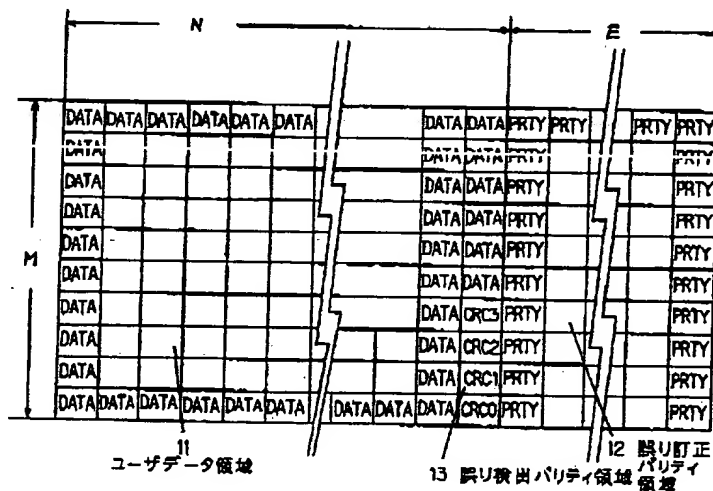 N E
DATA DATA DATA DATA DATA DATA DATA DATA PRTY PRTY PRTY PRTY
DATA DATA DATA PRTY PRTY
DATA DATA DATA PRTY PRTY
DATA DATA DATA PRTY PRTY
M
DATA DATA DATA PRTY PRTY
DATA DATA DATA PRTY PRTY
DATA DATA CRC3 PRTY PRTY
DATA DATA CRC2 PRTY PRTY
DATA DATA CRC1 PRTY PRTY
DATA DATA DATA DATA DATA DATA DATA DATA DATA CRC0 PRTY PRTY
11
ユーザデータ領域
13 誤り検出パリティ領域
12 誤り訂正
パリティ
領域